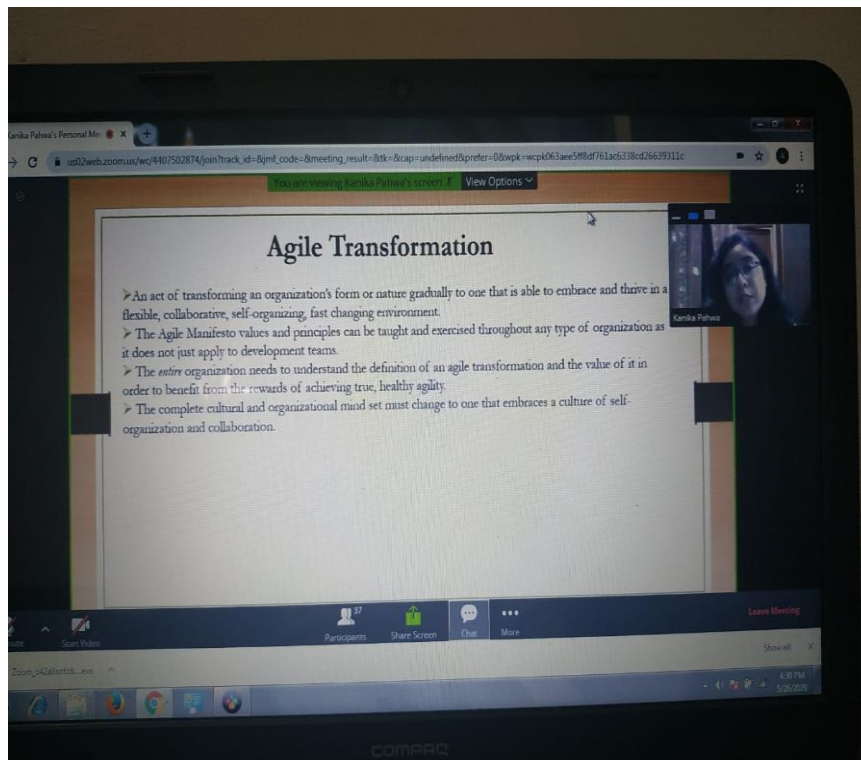 Kanika Pahwa's Personal Me
us02web.zoom.us/wc/4407502874/join?track_id=&jmf_code=&meeting_result=&tk=&cap=undefined&prefer=0&wpk=wcpk063aee5ff8df761ac6338cd26639311c
You are viewing Kanika Pahwa's screen View Options
Agile Transformation
➤An act of transforming an organization's form or nature gradually to one that is able to embrace and thrive in a
flexible, collaborative, self-organizing, fast changing environment.
➤ The Agile Manifesto values and principles can be taught and exercised throughout any type of organization as
it does not just apply to development teams.
➤ The entire organization needs to understand the definition of an agile transformation and the value of it in
order to benefit from the rewards of achieving true, healthy agility.
➤ The complete cultural and organizational mind set must change to one that embraces a culture of self-
organization and collaboration.
Kanika Pahwa
37
Start Video Participants Share Screen Chat More Leave Meeting
Show all X
4:30 PM
5/26/2020
COMPAQ